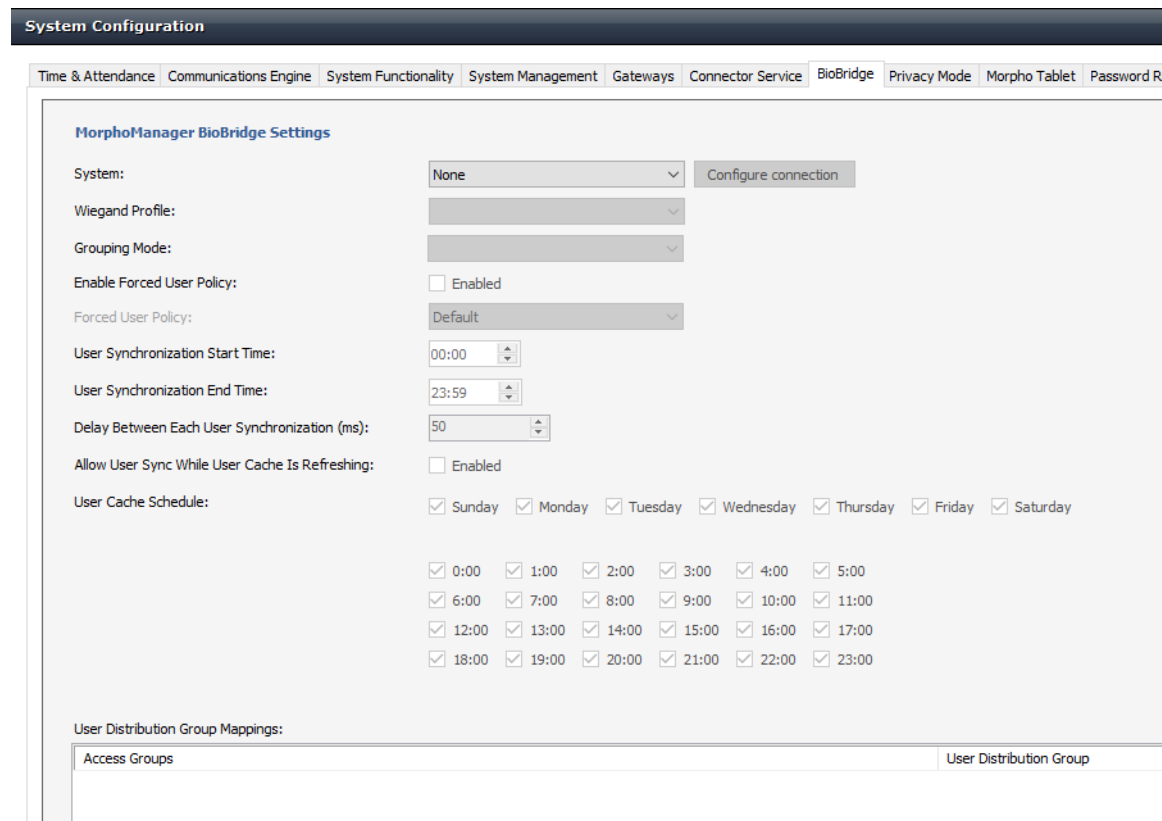 System Configuration
Time & Attendance Communications Engine System Functionality System Management Gateways Connector Service BioBridge Privacy Mode Morpho Tablet Password R
MorphoManager BioBridge Settings
System: None Configure connection
Wiegand Profile:
Grouping Mode:
Enable Forced User Policy: Enabled
Forced User Policy: Default
User Synchronization Start Time: 00:00
User Synchronization End Time: 23:59
Delay Between Each User Synchronization (ms): 50
Allow User Sync While User Cache Is Refreshing: Enabled
User Cache Schedule: Sunday Monday Tuesday Wednesday Thursday Friday Saturday
0:00 1:00 2:00 3:00 4:00 5:00
6:00 7:00 8:00 9:00 10:00 11:00
12:00 13:00 14:00 15:00 16:00 17:00
18:00 19:00 20:00 21:00 22:00 23:00
User Distribution Group Mappings:
Access Groups User Distribution Group